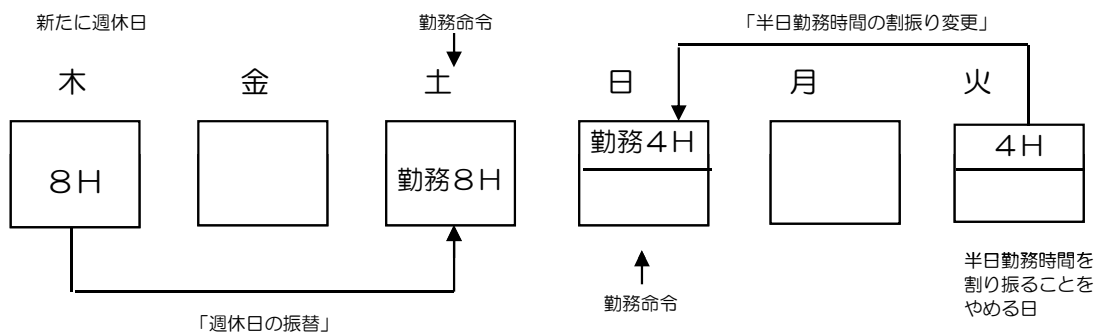 新たに週休日
勤務命令
「半日勤務時間の割振り変更」
木
金
土
日
月
火
8H
勤務8H
勤務4H
4H
「週休日の振替」
勤務命令
半日勤務時間を
割り振ることを
やめる日